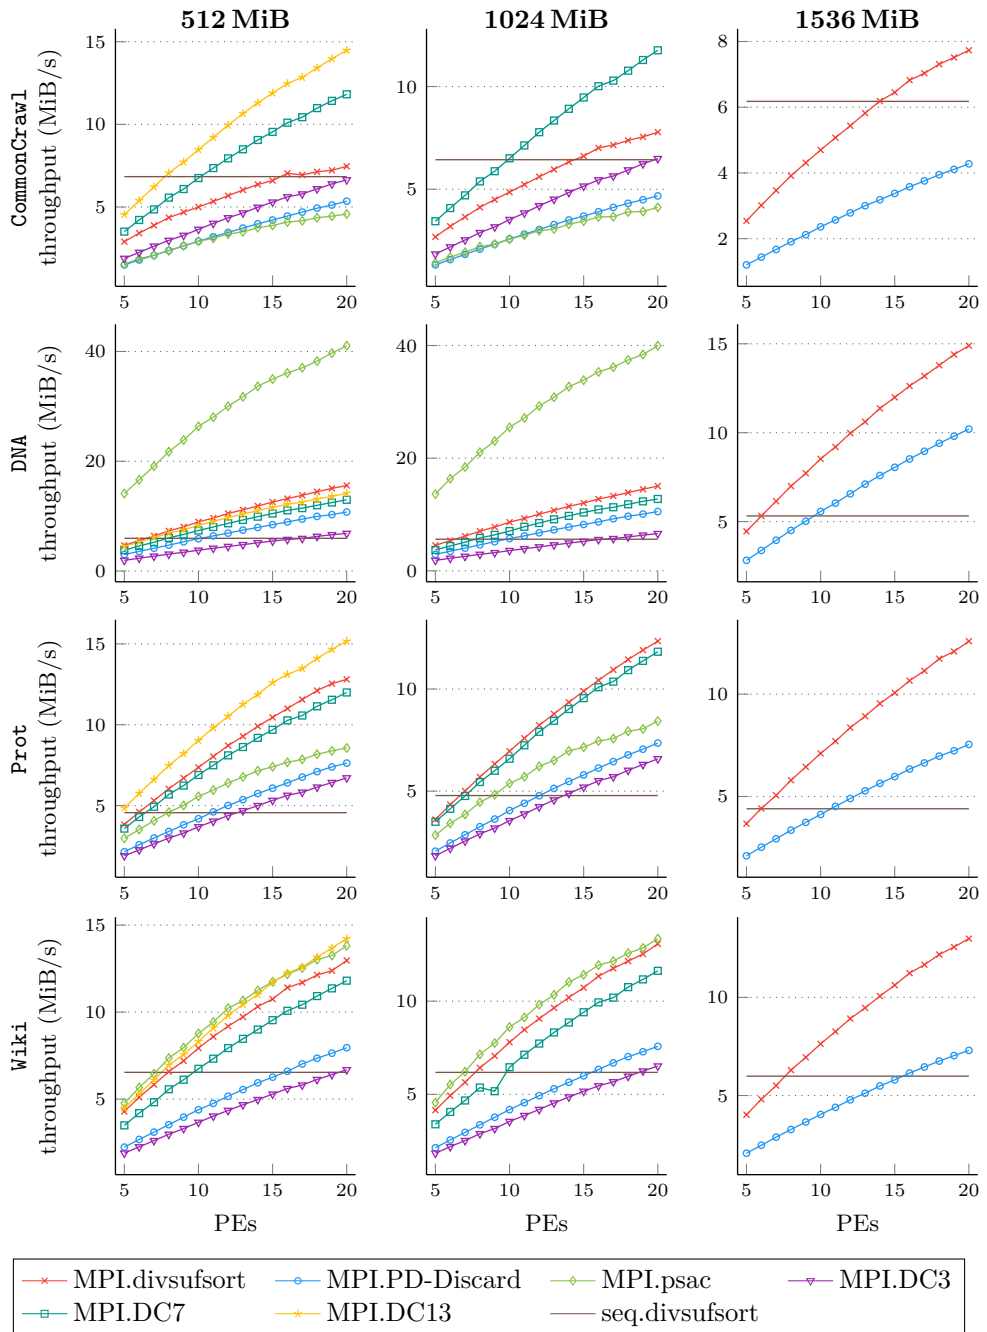 512 MiB 1024 MiB 1536 MiB
CommonCrawl
throughput (MiB/s)
15
10
5
5 10 15 20
10
5
5 10 15 20
8
6
4
2
5 10 15 20
DNA
throughput (MiB/s)
40
20
0
5 10 15 20
40
20
0
5 10 15 20
15
10
5
5 10 15 20
Prot
throughput (MiB/s)
15
10
5
5 10 15 20
10
5
5 10 15 20
10
5
5 10 15 20
Wiki
throughput (MiB/s)
15
10
5
5 10 15 20
10
5
5 10 15 20
10
5
5 10 15 20
PEs PEs PEs
MPI.divsufsort MPI.PD-Discard MPI.psac MPI.DC3
MPI.DC7 MPI.DC13 seq.divsufsort